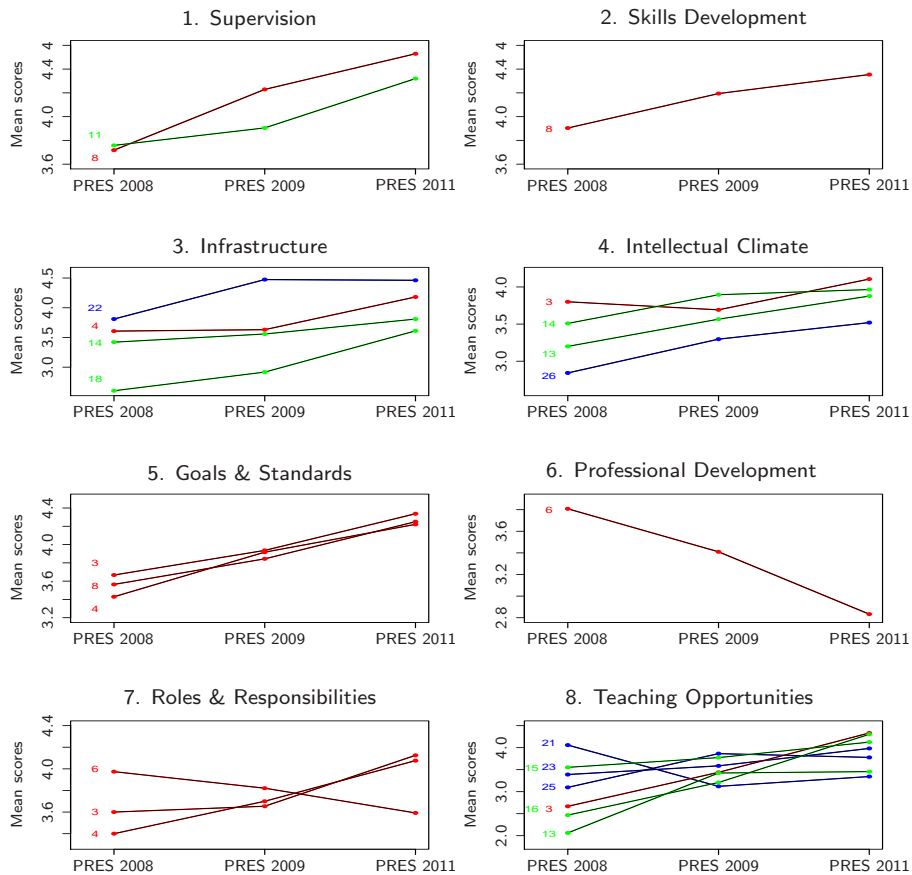 1. Supervision
Mean scores
3.6 4.0 4.4 4
11
8
PRES 2008 PRES 2009 PRES 2011
2. Skills Development
Mean scores
3.6 4.0 4.4
8
PRES 2008 PRES 2009 PRES 2011
3. Infrastructure
Mean scores
3.0 3.5 4.0 4.5
22
4
14
18
PRES 2008 PRES 2009 PRES 2011
4. Intellectual Climate
Mean scores
3.0 3.5 4.0
3
14
13
26
PRES 2008 PRES 2009 PRES 2011
5. Goals & Standards
Mean scores
3.2 3.6 4.0 4.4
3
8
4
PRES 2008 PRES 2009 PRES 2011
6. Professional Development
Mean scores
2.8 3.2 3.6
6
PRES 2008 PRES 2009 PRES 2011
7. Roles & Responsibilities
Mean scores
3.6 4.0 4.4
6
3
4
PRES 2008 PRES 2009 PRES 2011
8. Teaching Opportunities
Mean scores
2.0 3.0 4.0
21
15
23
25
16 3
13
PRES 2008 PRES 2009 PRES 2011